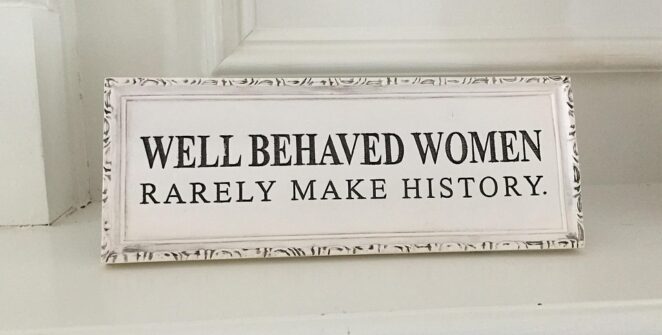 WELL BEHAVED WOMEN
RARELY MAKE HISTORY.